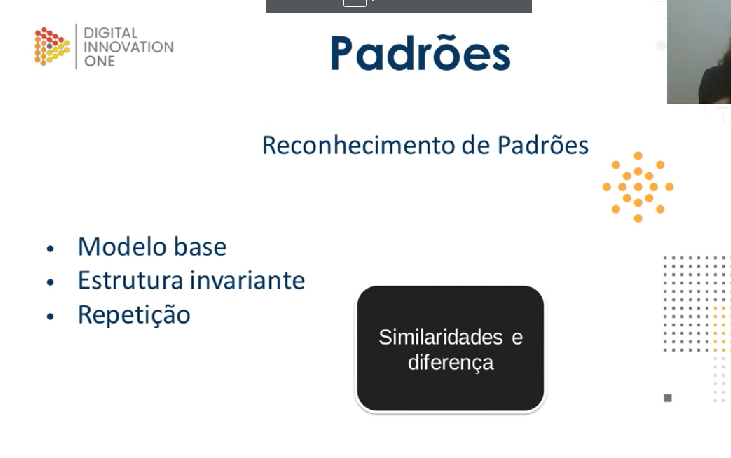 DIGITAL
INNOVATION
ONE
Padrões
Reconhecimento de Padrões
• Modelo base
• Estrutura invariante
• Repetição
Similaridades e
diferença